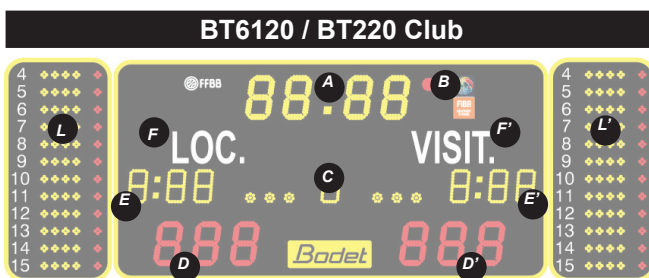 BT6120 / BT220 Club
FFBB
88:88
A
B
FIBA
4 4
5 5
6 6
7 7
8 8
9 9
10 10
11 11
12 12
13 13
14 14
15 15
L
L'
F
LOC.
VISIT.
F'
8:88
E
C
8:88
E'
888
D
Bodet
888
D'